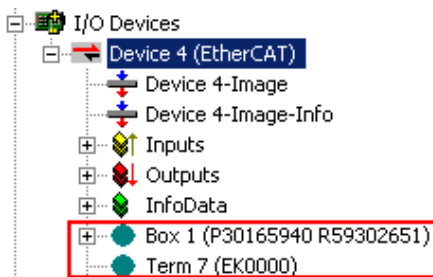 I/O Devices
Device 4 (EtherCAT)
Device 4-Image
Device 4-Image-Info
Inputs
Outputs
InfoData
Box 1 (P30165940 R59302651)
Term 7 (EK0000)